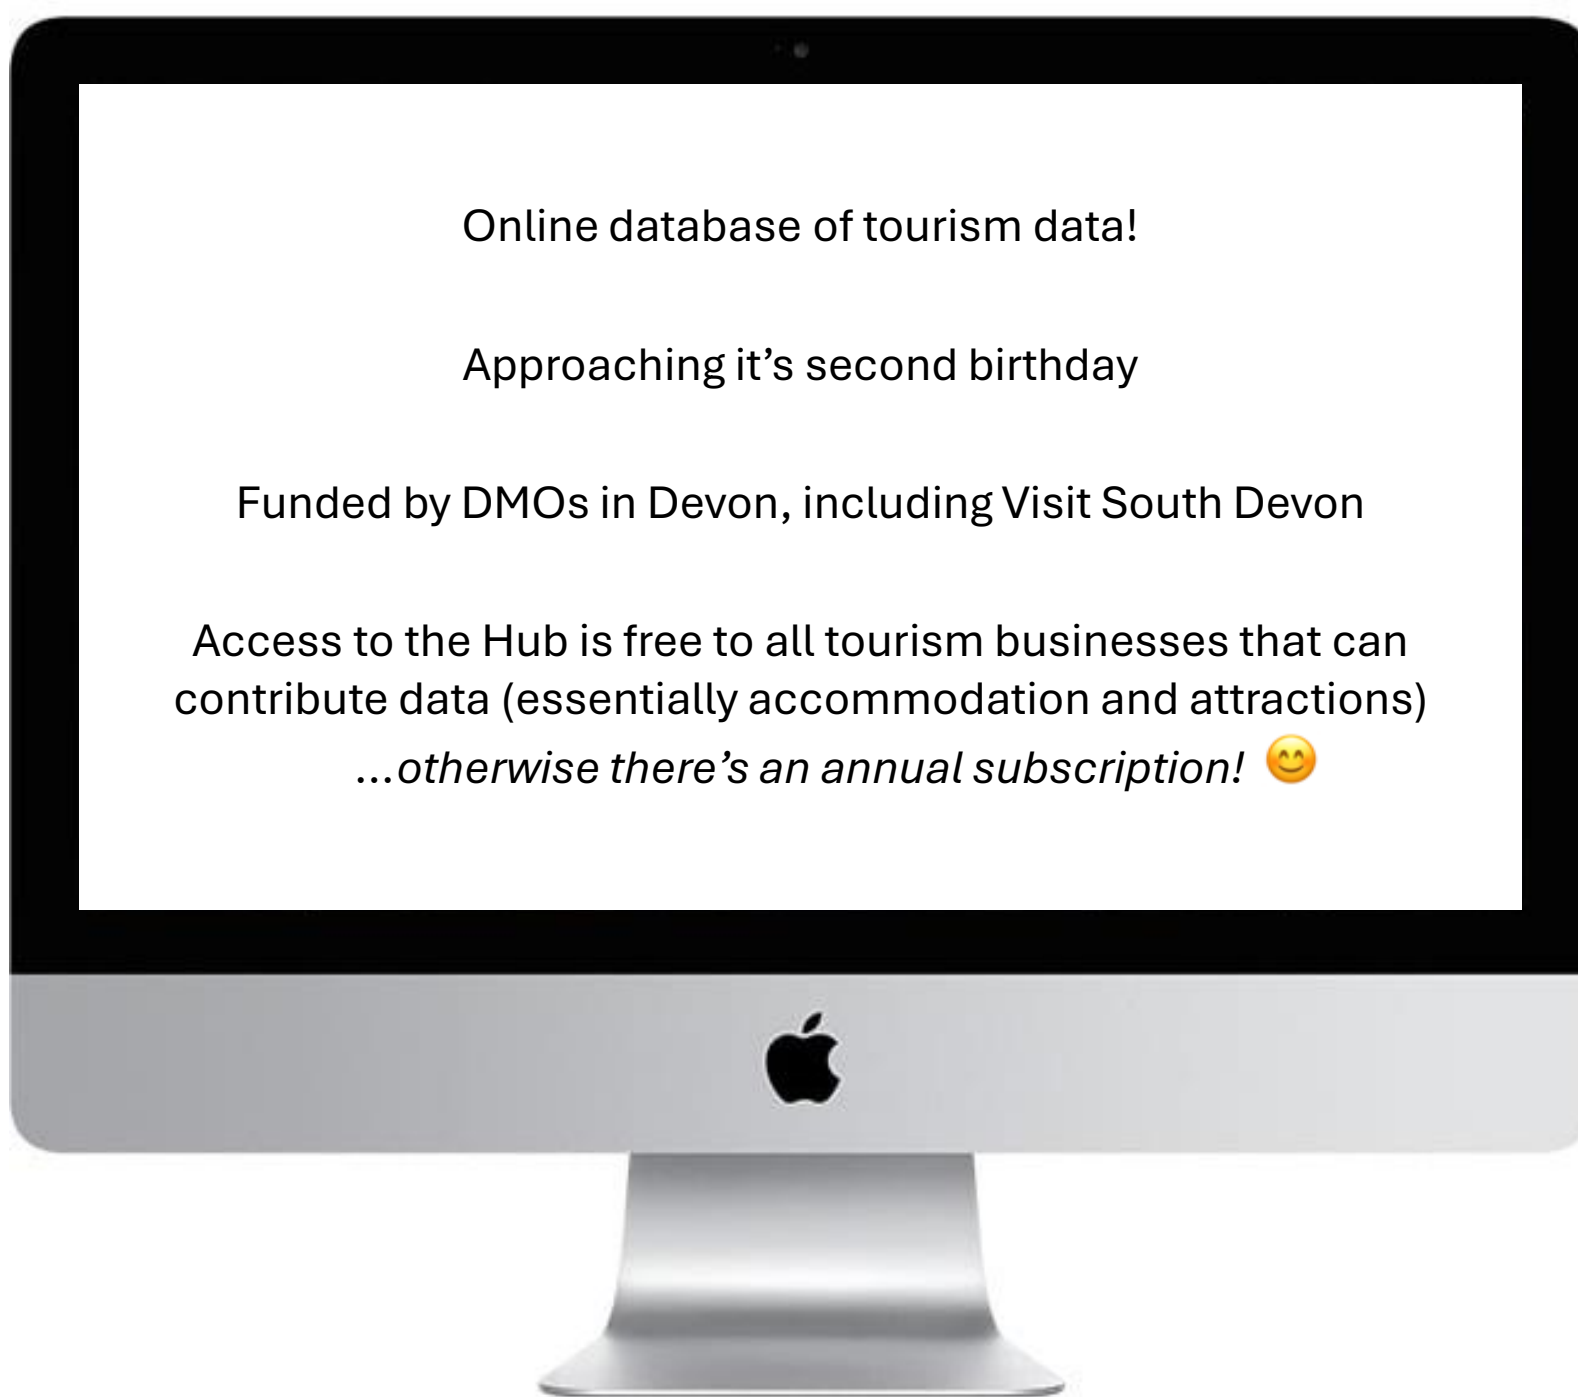 Online database of tourism data!
Approaching it’s second birthday
Funded by DMOs in Devon, including Visit South Devon
Access to the Hub is free to all tourism businesses that can
contribute data (essentially accommodation and attractions)
…otherwise there’s an annual subscription! 😊